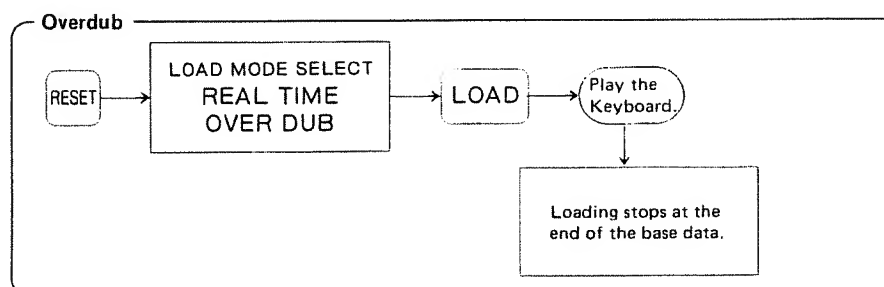 Overdub
RESET
LOAD MODE SELECT
REAL TIME
OVER DUB
LOAD
Play the
Keyboard.
Loading stops at the
end of the base data.